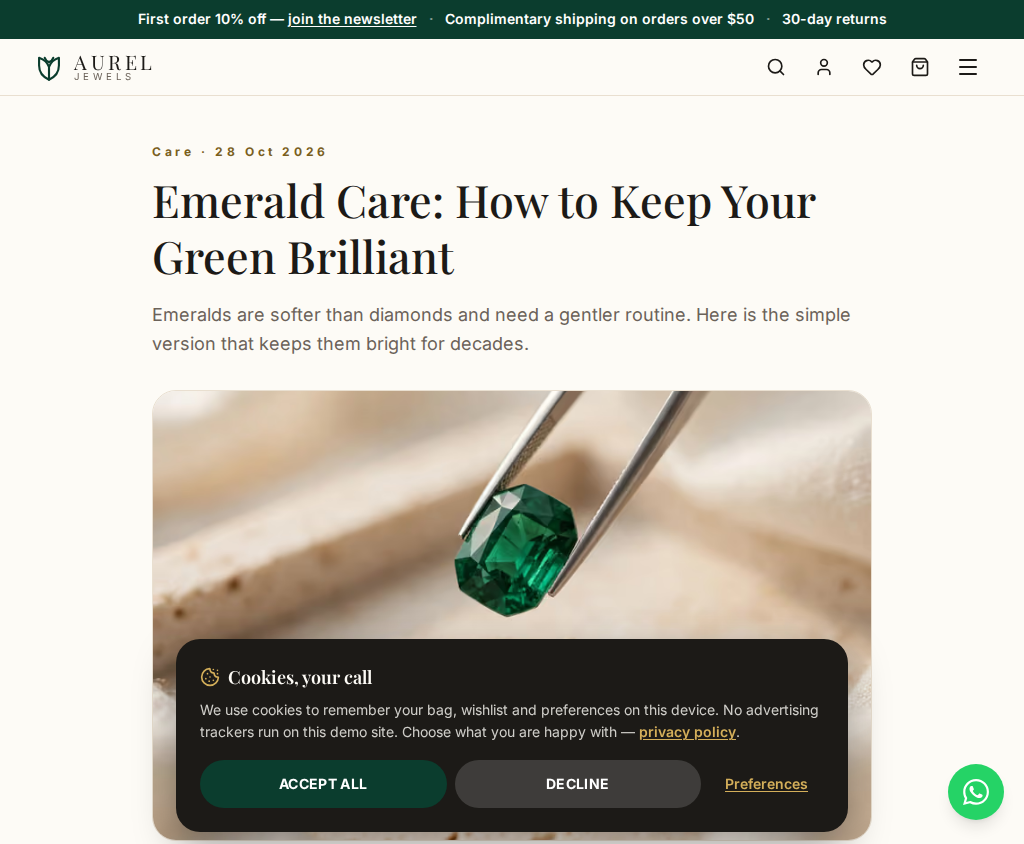 First order 10% off — join the newsletter · Complimentary shipping on orders over $50 · 30-day returns
AUREL
JEWELS
Care · 28 Oct 2026
Emerald Care: How to Keep Your
Green Brilliant
Emeralds are softer than diamonds and need a gentler routine. Here is the simple
version that keeps them bright for decades.
Cookies, your call
We use cookies to remember your bag, wishlist and preferences on this device. No advertising
trackers run on this demo site. Choose what you are happy with — privacy policy.
ACCEPT ALL DECLINE Preferences